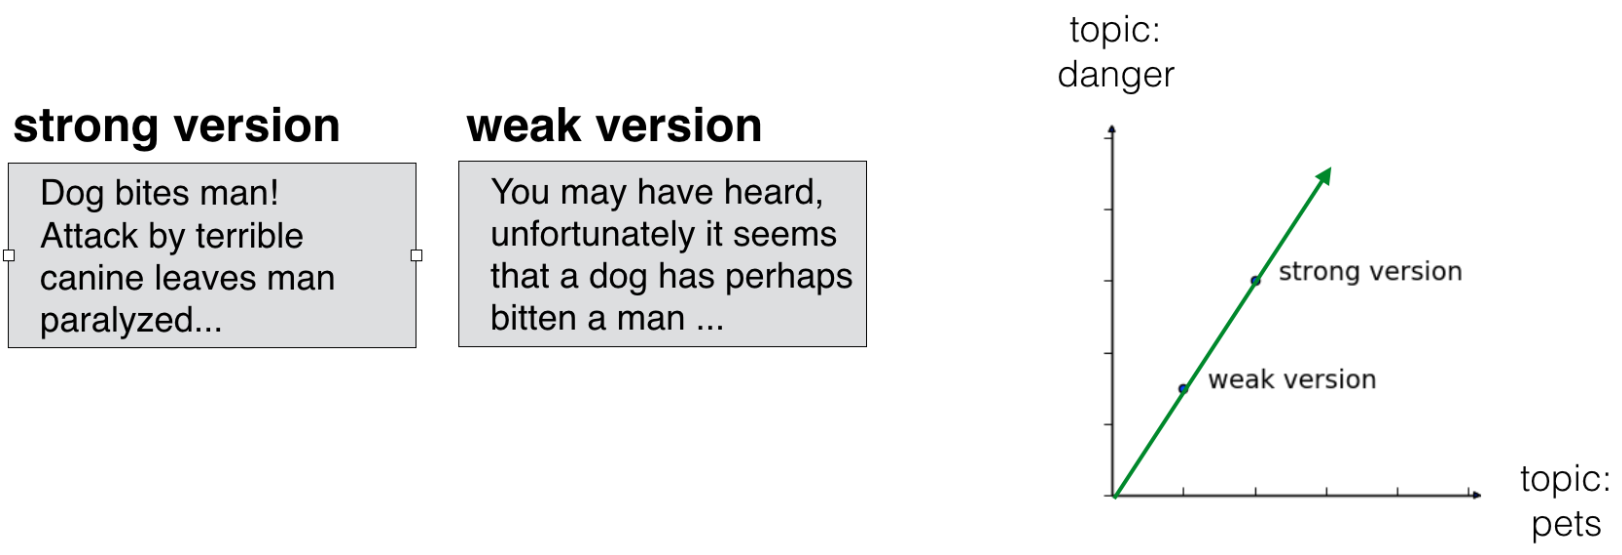 strong version
Dog bites man!
Attack by terrible
canine leaves man
paralyzed...
weak version
You may have heard,
unfortunately it seems
that a dog has perhaps
bitten a man ...
topic:
danger
strong version
weak version
topic:
pets